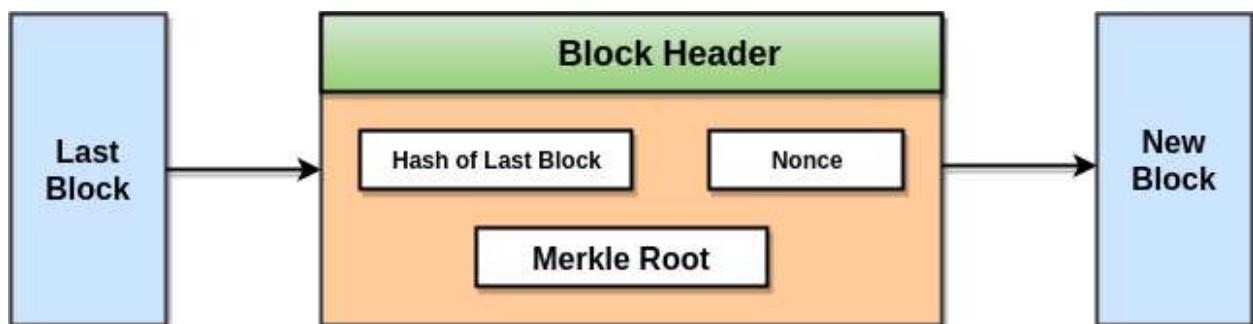 Block Header
Last
Block
Hash of Last Block
Nonce
New
Block
Merkle Root